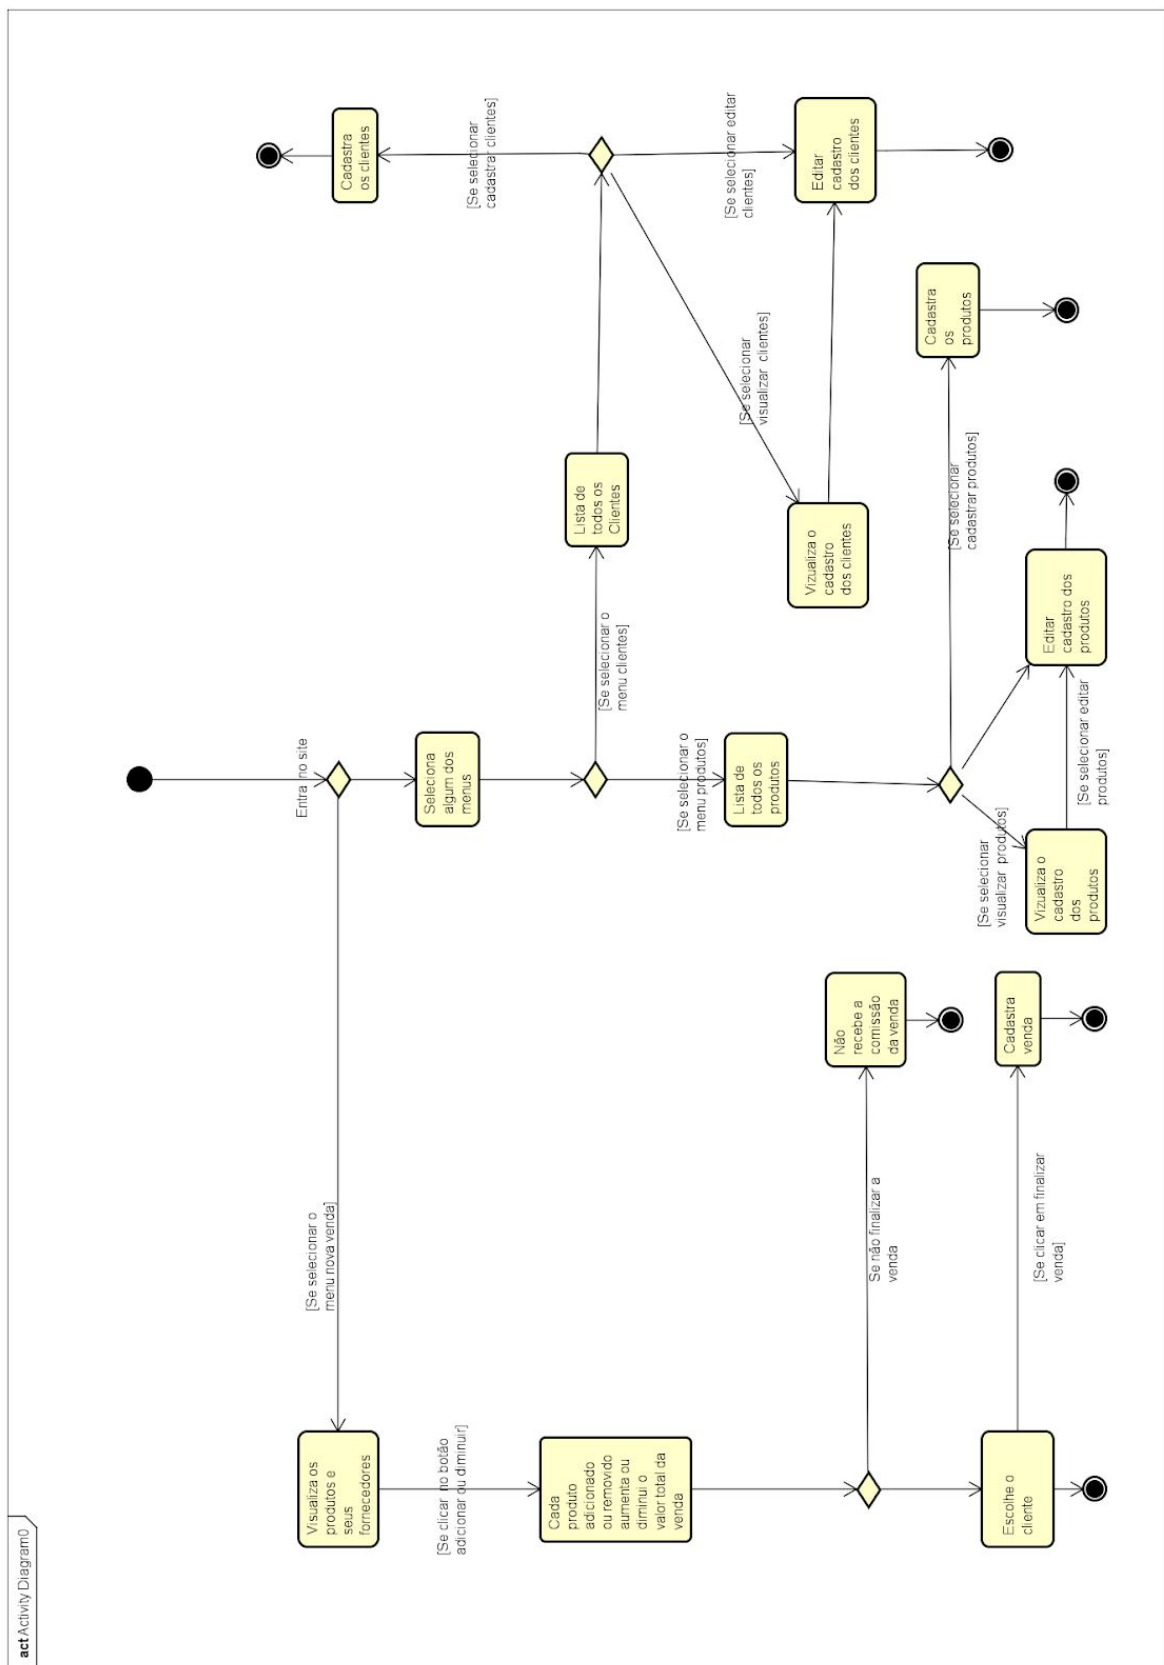 act Activity Diagram0
Entra no site
[Se selecionar o
menu nova venda]
Visualiza os
produtos e
seus
fornecedores
[Se clicar no botão
adicionar ou diminuir]
Cada
produto
adicionado
ou removido
aumenta ou
diminui o
valor total da
venda
Se não finalizar a
venda
Não
recebe a
comissão
da venda
Escolhe o
cliente
[Se clicar em finalizar
venda]
Cadastra
venda
Seleciona
algum dos
menus
[Se selecionar o
menu produtos]
Lista de
todos os
produtos
[Se selecionar
visualizar produtos]
Vizualiza o
cadastro
dos
produtos
[Se selecionar editar
produtos]
Editar
cadastro dos
produtos
[Se selecionar
cadastrar produtos]
Cadastra
os
produtos
[Se selecionar o
menu clientes]
Lista de
todos os
Clientes
[Se selecionar
cadastrar clientes]
Cadastra
os clientes
[Se selecionar
visualizar clientes]
Vizualiza o
cadastro
dos clientes
[Se selecionar editar
clientes]
Editar
cadastro
dos clientes